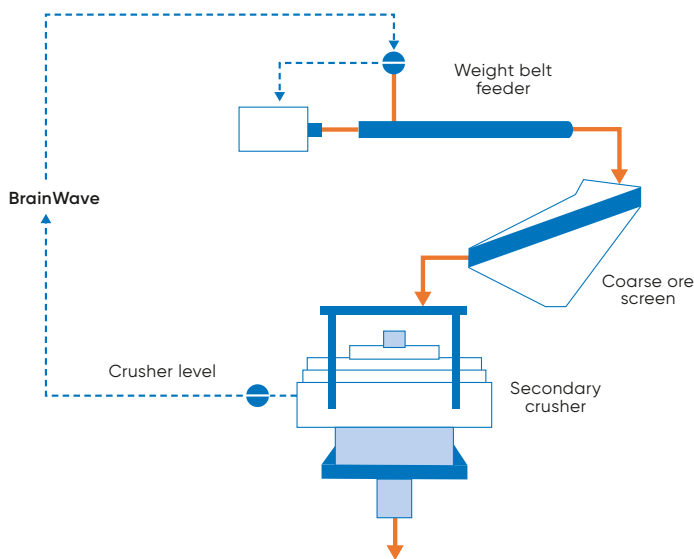 Weight belt
feeder
BrainWave
Coarse ore
screen
Crusher level
Secondary
crusher